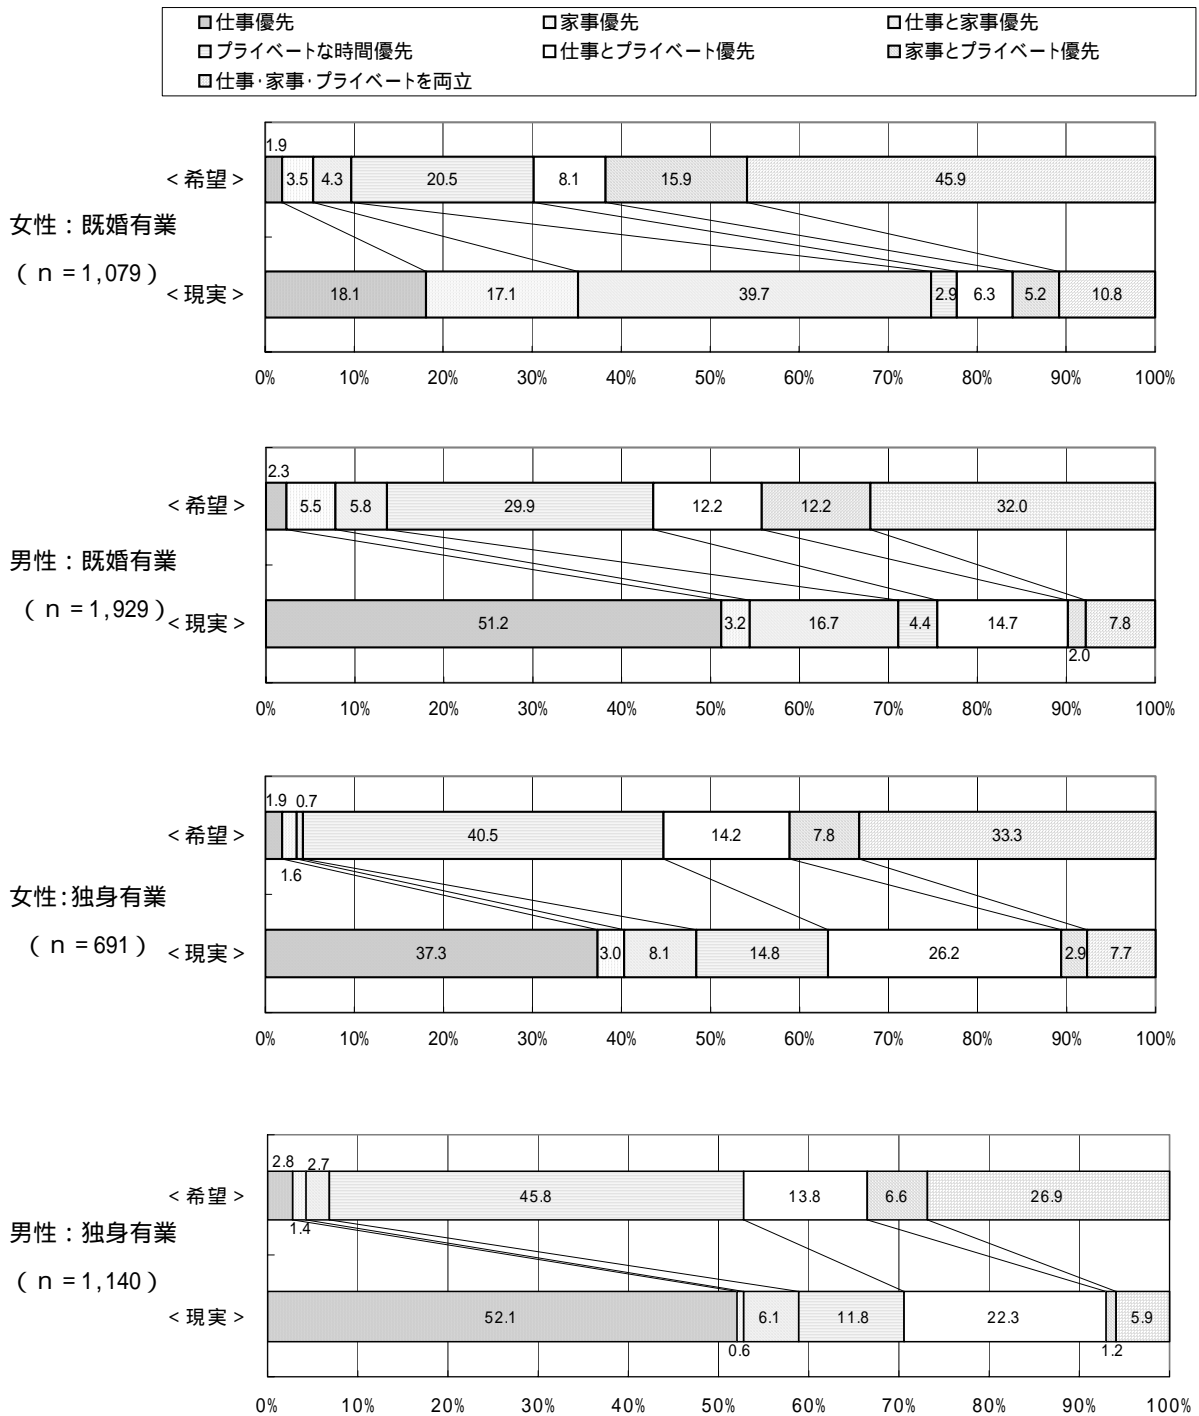 仕事優先 家事優先 仕事と家事優先
プライベートな時間優先 仕事とプライベート優先 家事とプライベート優先
仕事・家事・プライベートを両立
1.9
<希望> 3.5 4.3 20.5 8.1 15.9 45.9
女性：既婚有業
（ｎ＝1,079）
<現実> 18.1 17.1 39.7 2.9 6.3 5.2 10.8
0% 10% 20% 30% 40% 50% 60% 70% 80% 90% 100%
2.3
<希望> 5.5 5.8 29.9 12.2 12.2 32.0
男性：既婚有業
（ｎ＝1,929）
<現実> 51.2 3.2 16.7 4.4 14.7 7.8
2.0
0% 10% 20% 30% 40% 50% 60% 70% 80% 90% 100%
1.9 0.7
<希望> 40.5 14.2 7.8 33.3
1.6
女性：独身有業
（ｎ＝691）
<現実> 37.3 3.0 8.1 14.8 26.2 2.9 7.7
0% 10% 20% 30% 40% 50% 60% 70% 80% 90% 100%
2.8 2.7
<希望> 45.8 13.8 6.6 26.9
1.4
男性：独身有業
（ｎ＝1,140）
<現実> 52.1 6.1 11.8 22.3 5.9
0.6 1.2
0% 10% 20% 30% 40% 50% 60% 70% 80% 90% 100%